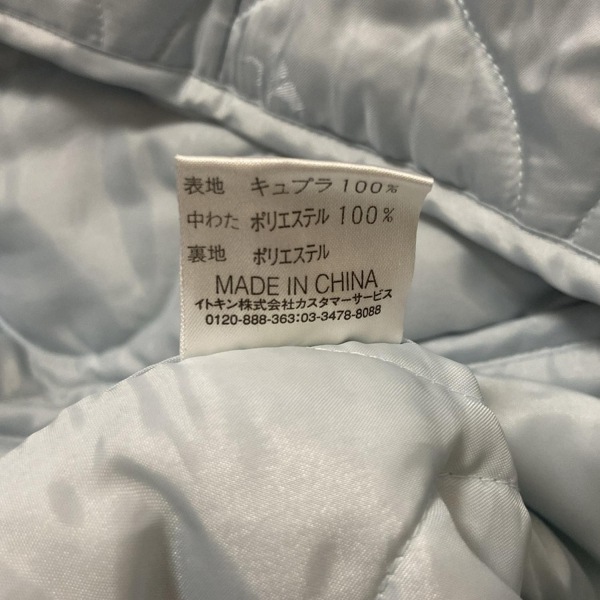 表地 キュプラ 100%
中わた ポリエステル 100%
裏地 ポリエステル
MADE IN CHINA
イトキン株式会社カスタマーサービス
0120-888-363:03-3478-8088